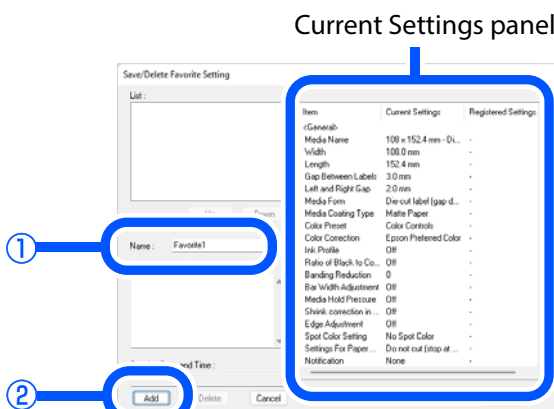 Current Settings panel
Save/Delete Favorite Setting
List :
Item Current Settings Registered Settings
<General>
Media Name 108 x 152.4 mm - Di... -
Width 108.0 mm -
Length 152.4 mm -
Gap Between Labels 3.0 mm -
Left and Right Gap 2.0 mm -
Media Form Die-cut label (gap d... -
Media Coating Type Matte Paper -
Color Preset Color Controls -
Color Correction Epson Preferred Color -
Ink Profile Off -
Ratio of Black to Co... Off -
Banding Reduction 0 -
Bar Width Adjustment Off -
Media Hold Pressure Off -
Shrink correction in ... Off -
Edge Adjustment Off -
Spot Color Setting No Spot Color -
Settings For Paper ... Do not cut (stop at ... -
Notification None -
① Name : Favorite1
and Time :
② Add Delete Cancel